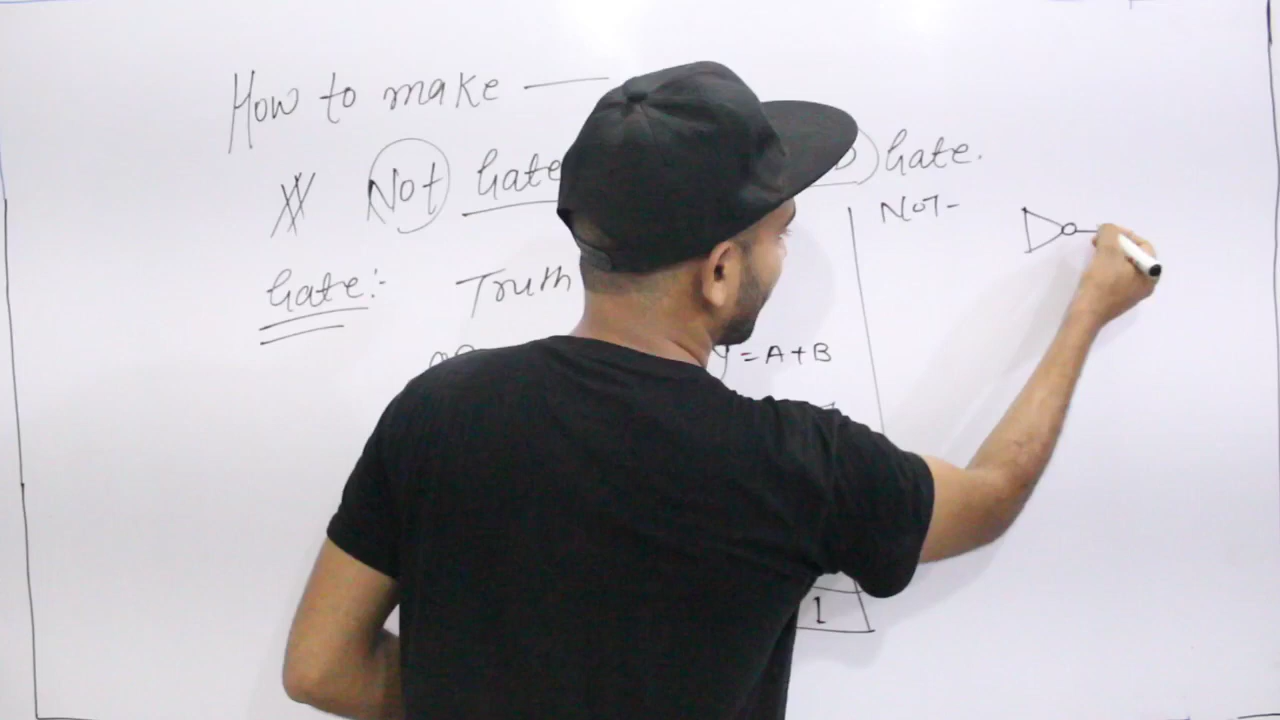 How to make —
Not Gate Gate.
Not-
Gate:- Truth
y = A + B
1